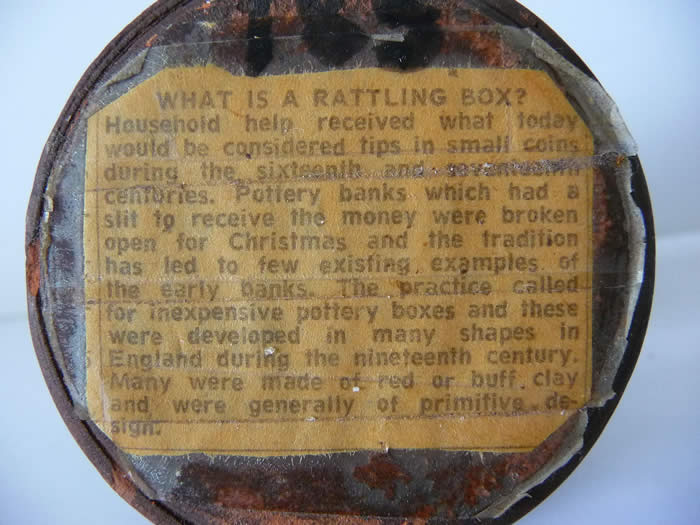 103
WHAT IS A RATTLING BOX?
Household help received what today
would be considered tips in small coins
during the sixteenth and seventeenth
centuries. Pottery banks which had a
slit to receive the money were broken
open for Christmas and the tradition
has led to few existing examples of
the early banks. The practice called
for inexpensive pottery boxes and these
were developed in many shapes in
England during the nineteenth century.
Many were made of red or buff clay
and were generally of primitive de-
sign.